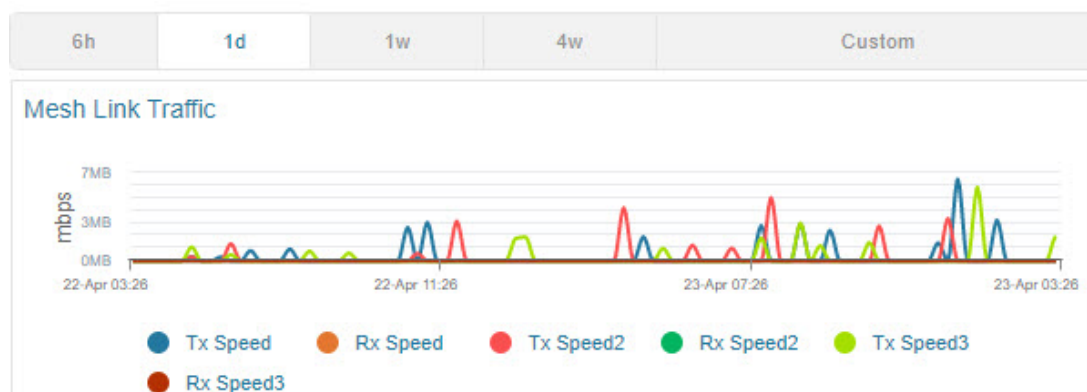 6h 1d 1w 4w Custom
Mesh Link Traffic
7MB
mbps
3MB
0MB
22-Apr 03:26 22-Apr 11:26 23-Apr 07:26 23-Apr 03:26
Tx Speed Rx Speed Tx Speed2 Rx Speed2 Tx Speed3
Rx Speed3